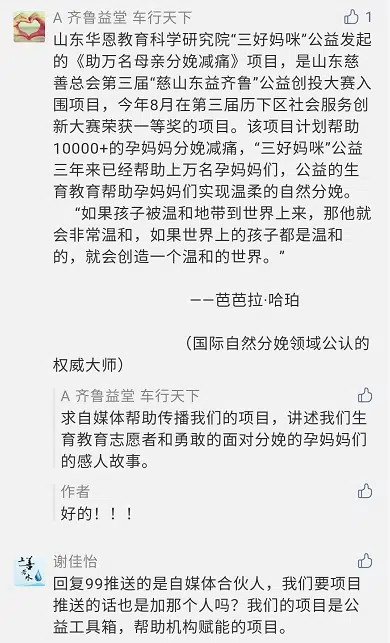 A 齐鲁益堂 车行天下
1
山东华恩教育科学研究院“三好妈咪”公益发起
的《助万名母亲分娩减痛》项目，是山东慈
善总会第三届“慈山东益齐鲁”公益创投大赛入
围项目，今年8月在第三届历下区社会服务创
新大赛荣获一等奖的项目。该项目计划帮助
10000+的孕妈妈分娩减痛，“三好妈咪”公益
三年来已经帮助上万名孕妈妈们，公益的生
育教育帮助孕妈妈们实现温柔的自然分娩。
“如果孩子被温和地带到世界上来，那他就
会非常温和，如果世界上的孩子都是温和
的，就会创造一个温和的世界。”
——芭芭拉·哈珀
（国际自然分娩领域公认的
权威大师）
A 齐鲁益堂 车行天下
求自媒体帮助传播我们的项目，讲述我们生
育教育志愿者和勇敢的面对分娩的孕妈妈们
的感人故事。
作者
好的！！！
谢佳怡
回复99推送的是自媒体合伙人，我们要项目
推送的话也是加那个人吗？我们的项目是公
益工具箱，帮助机构赋能的项目。